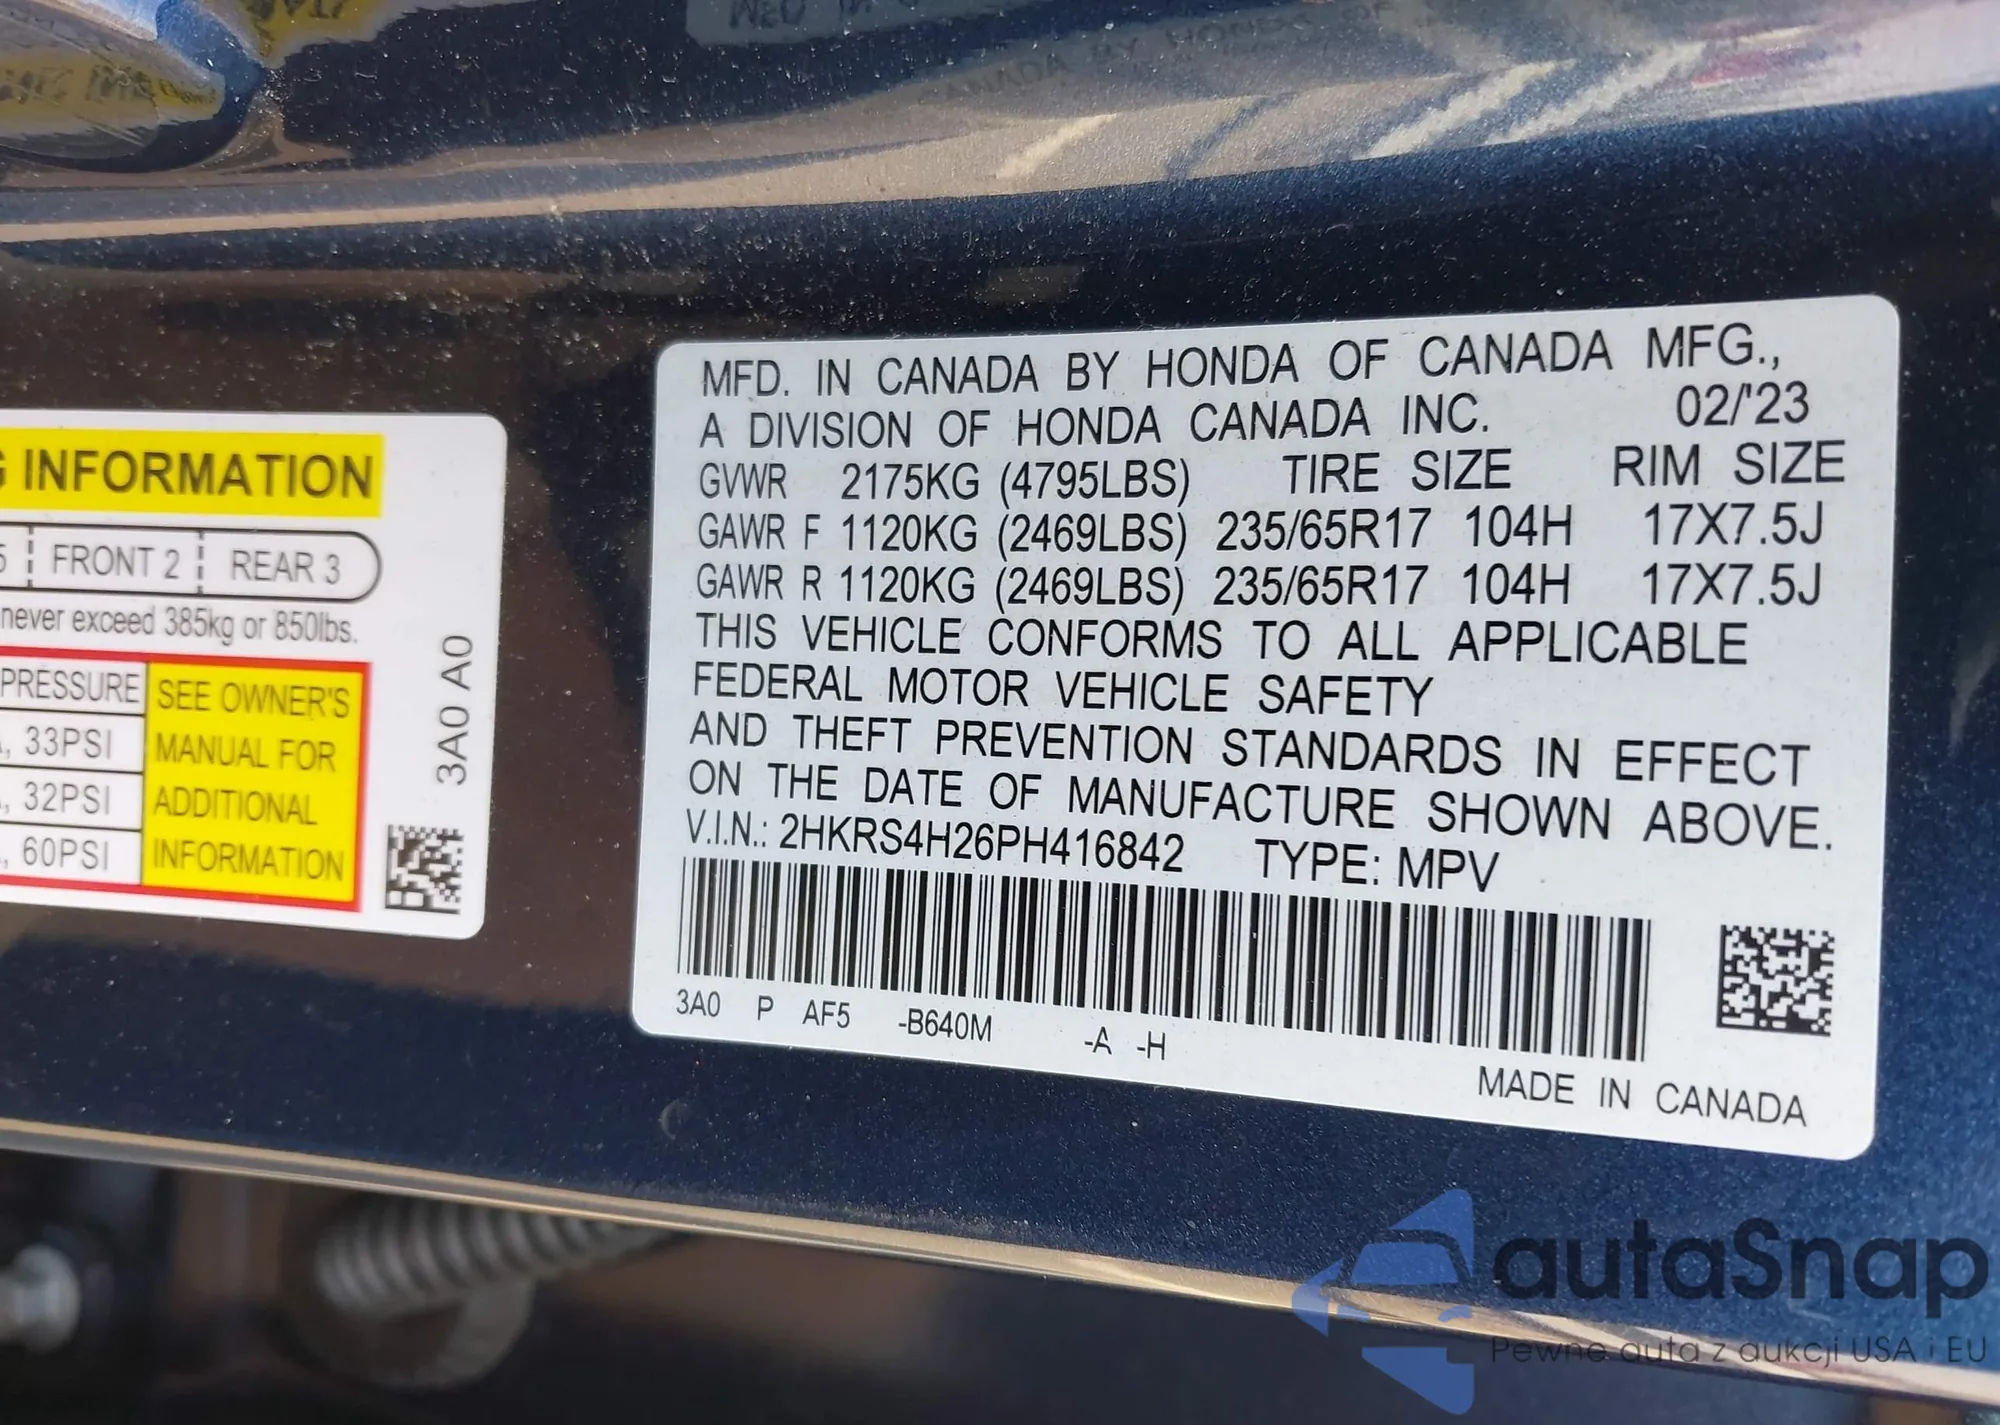 G INFORMATION
5 FRONT 2 REAR 3
never exceed 385kg or 850lbs.
PRESSURE SEE OWNER'S
, 33PSI MANUAL FOR
, 32PSI ADDITIONAL
, 60PSI INFORMATION
3A0 A0
MFD. IN CANADA BY HONDA OF CANADA MFG.,
A DIVISION OF HONDA CANADA INC. 02/'23
GVWR 2175KG (4795LBS) TIRE SIZE RIM SIZE
GAWR F 1120KG (2469LBS) 235/65R17 104H 17X7.5J
GAWR R 1120KG (2469LBS) 235/65R17 104H 17X7.5J
THIS VEHICLE CONFORMS TO ALL APPLICABLE
FEDERAL MOTOR VEHICLE SAFETY
AND THEFT PREVENTION STANDARDS IN EFFECT
ON THE DATE OF MANUFACTURE SHOWN ABOVE.
V.I.N.: 2HKRS4H26PH416842 TYPE: MPV
3A0 P AF5 -B640M -A -H
MADE IN CANADA
autaSnap
Pewne auta z aukcji USA i EU